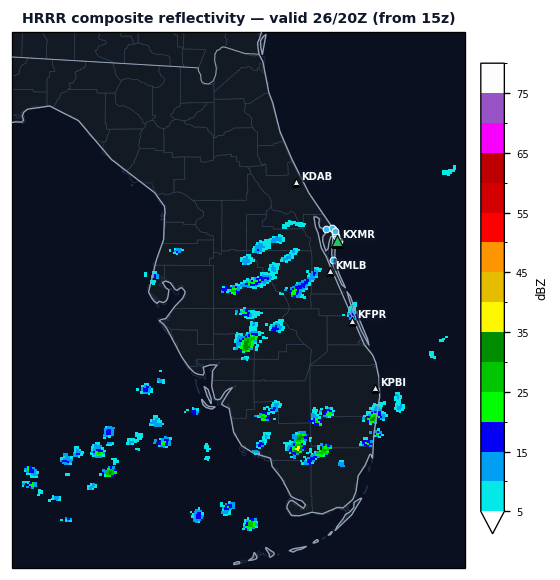 HRRR composite reflectivity — valid 26/20Z (from 15z)
KDAB
KXMR
KMLB
KFPR
KPBI
75
65
55
45
35
25
15
5
dBZ